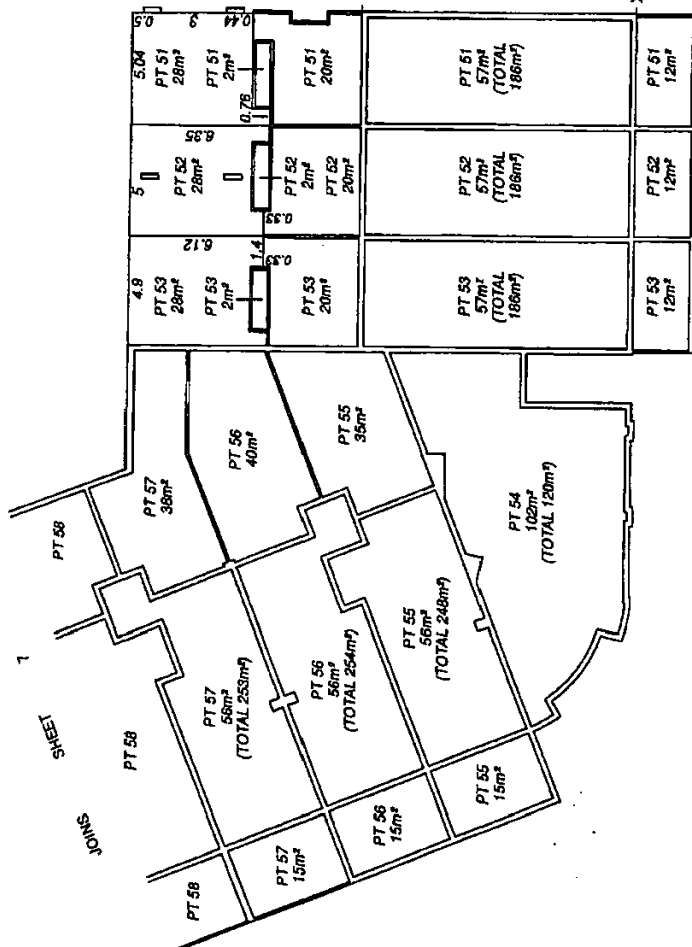 0.5
3
0.44
5.04
PT 51
28m²
PT 51
2m²
0.76
20m²
PT 51
57m²
(TOTAL
186m²)
PT 51
12m²
6.35
5
PT 52
28m²
PT 52
2m²
PT 52
20m²
0.33
PT 52
57m²
(TOTAL
186m²)
PT 52
12m²
6.12
4.9
PT 53
28m²
PT 53
2m²
1.4
0.33
PT 53
20m²
PT 53
57m²
(TOTAL
186m²)
PT 53
12m²
PT 51
PT 58
PT 57
38m²
PT 56
40m²
PT 55
35m²
PT 54
102m²
(TOTAL 120m²)
PT 58
PT 57
56m²
(TOTAL 253m²)
PT 56
56m²
(TOTAL 254m²)
PT 55
56m²
(TOTAL 248m²)
PT 58
PT 57
15m²
PT 56
15m²
PT 55
15m²
JOINS SHEET 7